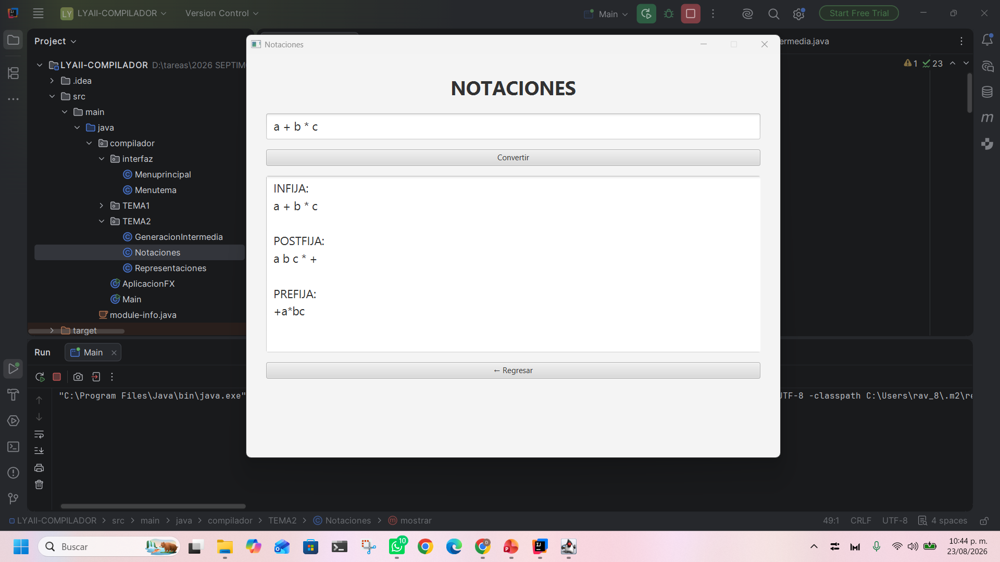 LY LYAII-COMPILADOR Version Control Main Start Free Trial
Project
LYAII-COMPILADOR D:\tareas\2026 SEPTIM
.idea
src
main
java
compilador
interfaz
Menuprincipal
Menutema
TEMA1
TEMA2
GeneracionIntermedia
Notaciones
Representaciones
AplicacionFX
Main
module-info.java
target
ermedia.java
1 23
Notaciones
NOTACIONES
a + b * c
Convertir
INFIJA:
a + b * c
POSTFIJA:
a b c * +
PREFIJA:
+a*bc
← Regresar
Run Main
"C:\Program Files\Java\bin\java.exe"
UTF-8 -classpath C:\Users\rav_8\.m2\re
LYAII-COMPILADOR > src > main > java > compilador > TEMA2 > Notaciones > mostrar
49:1 CRLF UTF-8 4 spaces
Buscar
10
10:44 p. m.
23/08/2026